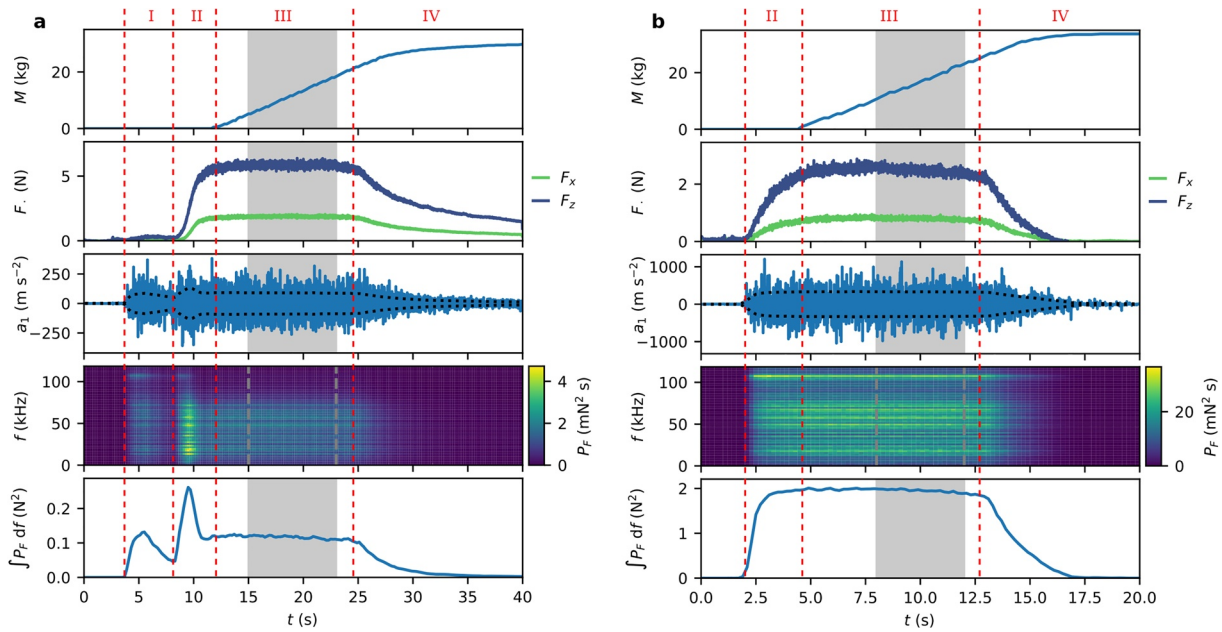 a
I II III IV
M (kg)
20
0
F. (N)
5
0
Fx
Fz
a1 (m s−2)
250
0
−250
f (kHz)
100
50
0
4
2
0
PF (mN2 s)
∫PF df (N2)
0.1
0.0
0 5 10 15 20 25 30 35 40
t (s)
b
II III IV
M (kg)
20
0
F. (N)
2
0
Fx
Fz
a1 (m s−2)
1000
0
−1000
f (kHz)
100
50
0
20
0
PF (mN2 s)
∫PF df (N2)
2
1
0
0.0 2.5 5.0 7.5 10.0 12.5 15.0 17.5 20.0
t (s)